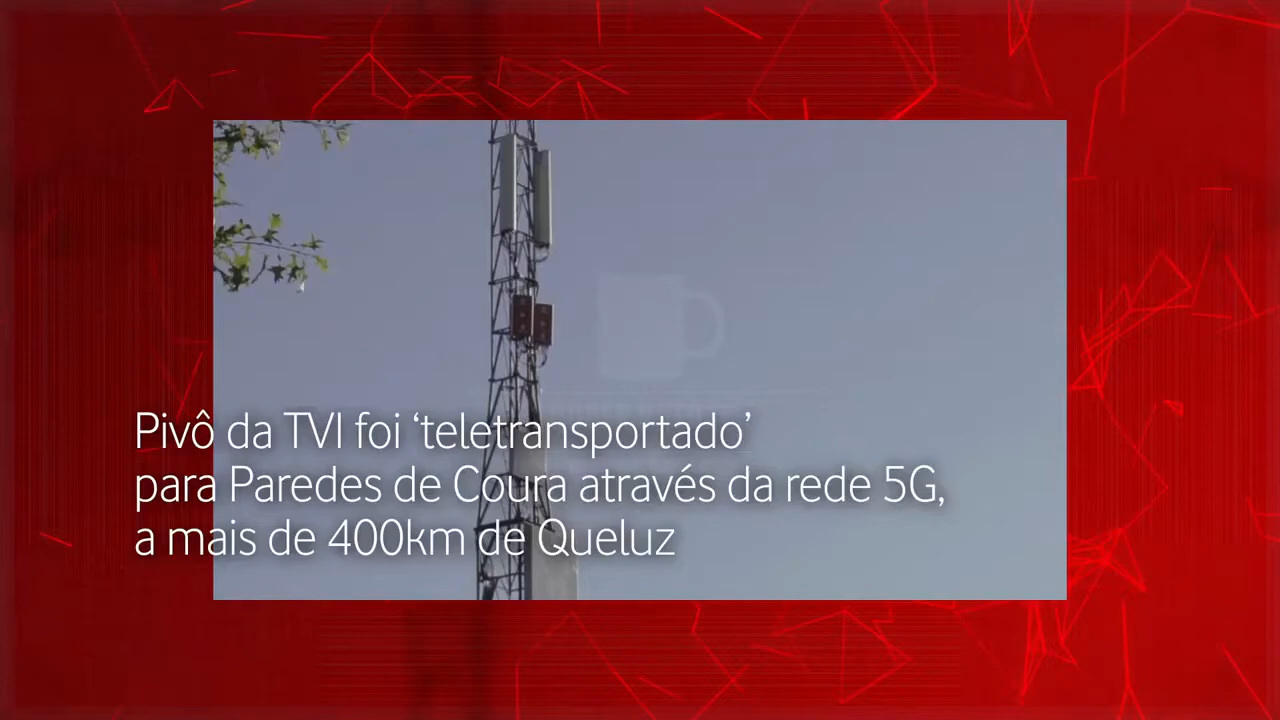 Pivô da TVI foi ‘teletransportado’
para Paredes de Coura através da rede 5G,
a mais de 400km de Queluz